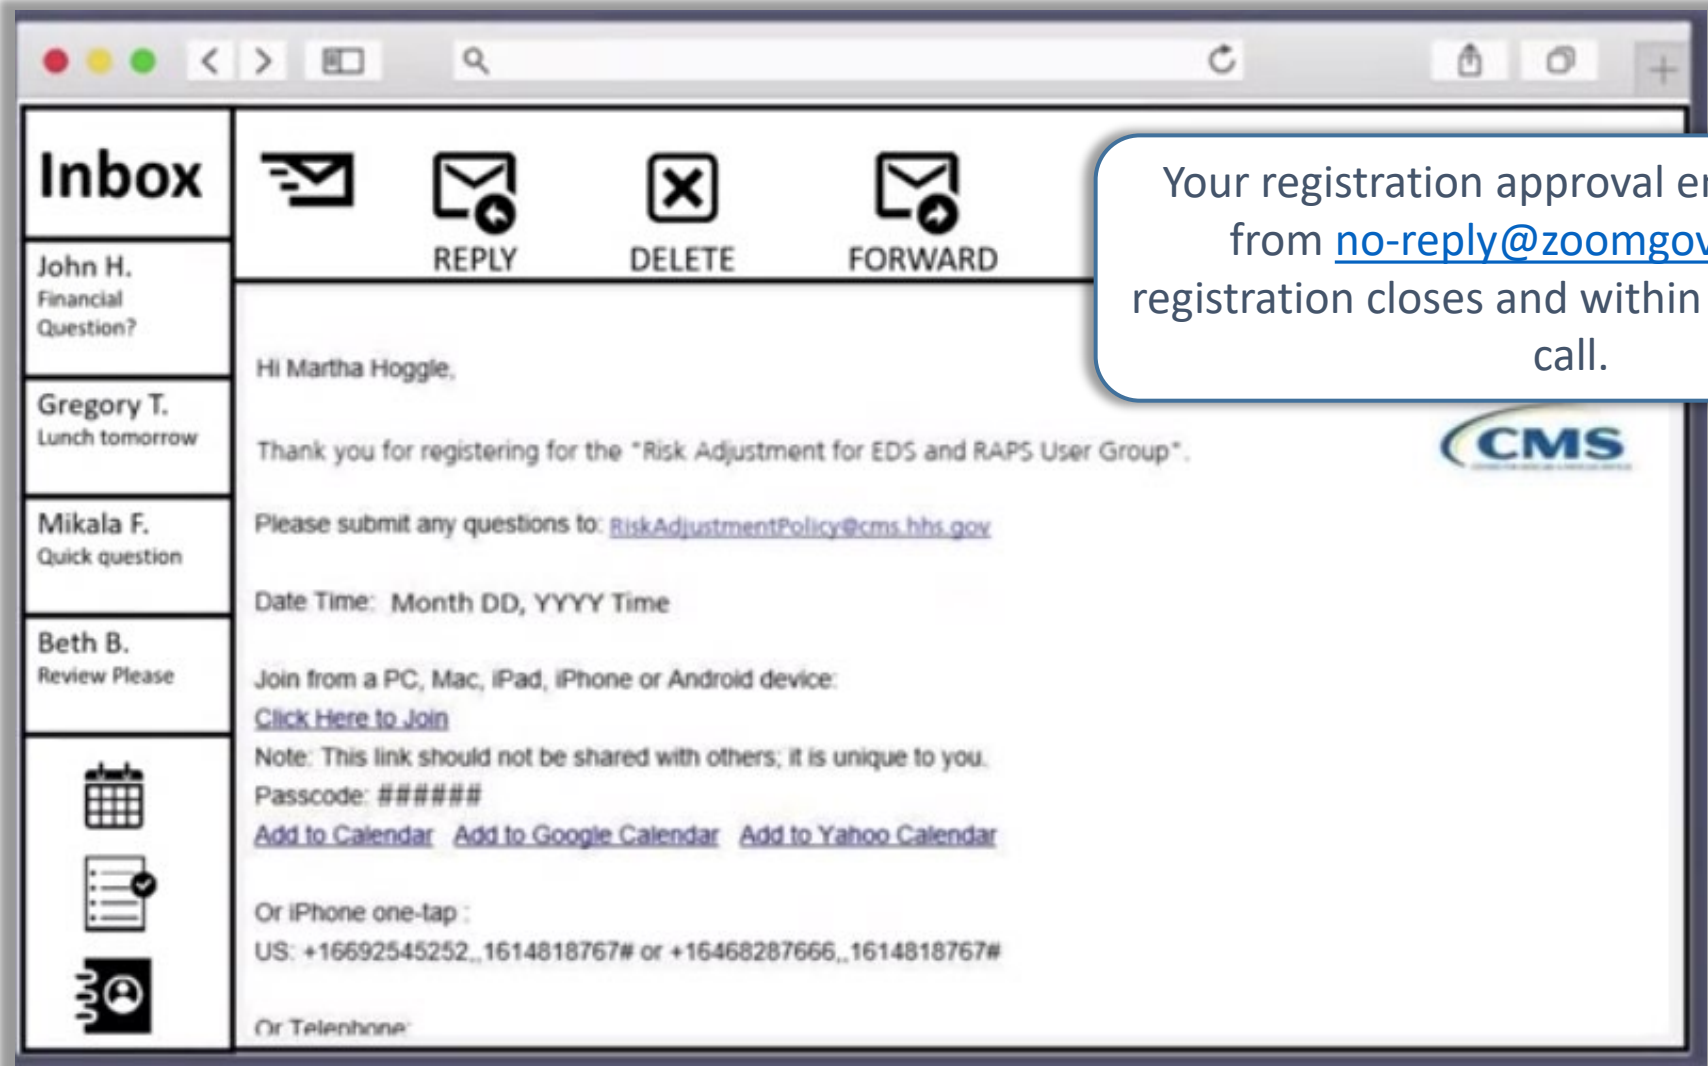 Inbox
REPLY
DELETE
FORWARD
Your registration approval
from no-reply@zoomgov
registration closes and within
call.
John H.
Financial
Question?
Gregory T.
Lunch tomorrow
Mikala F.
Quick question
Beth B.
Review Please
Hi Martha Hoggle,
Thank you for registering for the "Risk Adjustment for EDS and RAPS User Group".
CMS
Please submit any questions to: RiskAdjustmentPolicy@cms.hhs.gov
Date Time: Month DD, YYYY Time
Join from a PC, Mac, iPad, iPhone or Android device:
Click Here to Join
Note: This link should not be shared with others; it is unique to you.
Passcode: ######
Add to Calendar Add to Google Calendar Add to Yahoo Calendar
Or iPhone one-tap :
US: +16692545252,,1614818767# or +16468287666,,1614818767#
Or Telephone: